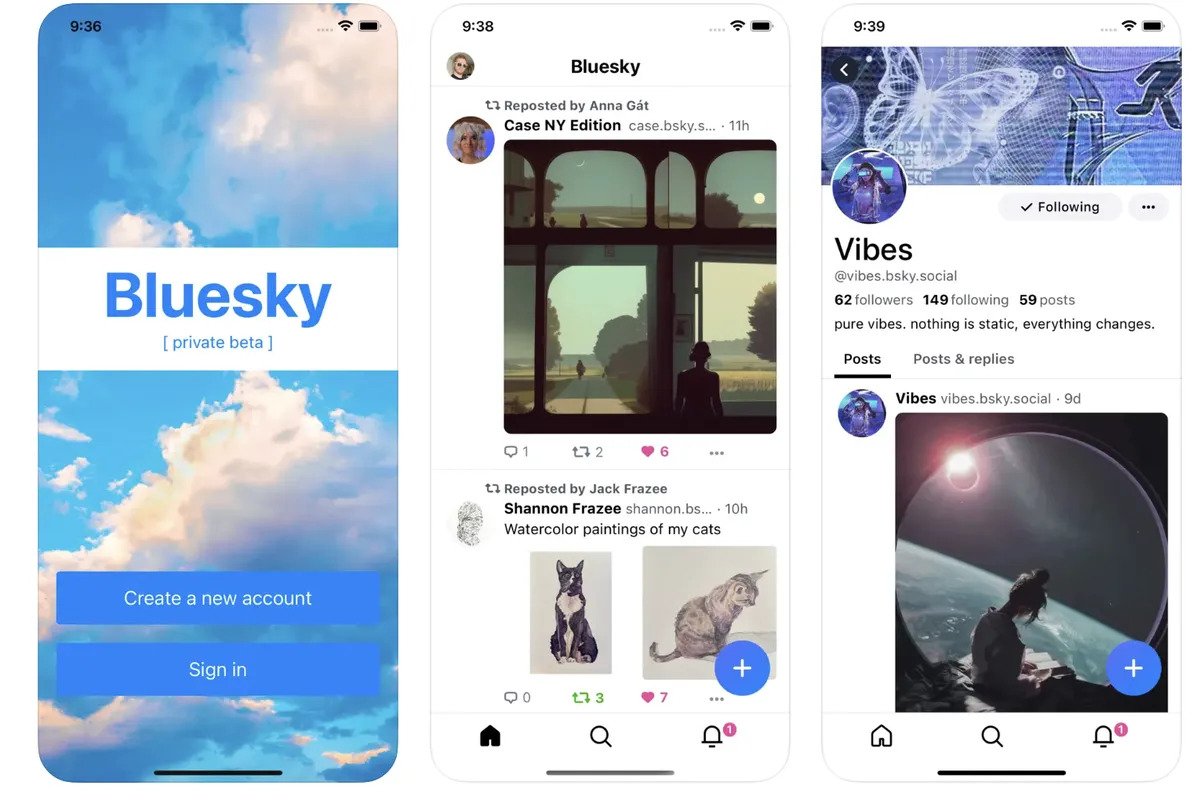 9:36
Bluesky
[ private beta ]
Create a new account
Sign in
9:38
Bluesky
Reposted by Anna Gát
Case NY Edition case.bsky.s... · 11h
1 2 6
Reposted by Jack Frazee
Shannon Frazee shannon.bs... · 10h
Watercolor paintings of my cats
0 3 7
1
9:39
Following
Vibes
@vibes.bsky.social
62 followers 149 following 59 posts
pure vibes. nothing is static, everything changes.
Posts Posts & replies
Vibes vibes.bsky.social · 9d
1